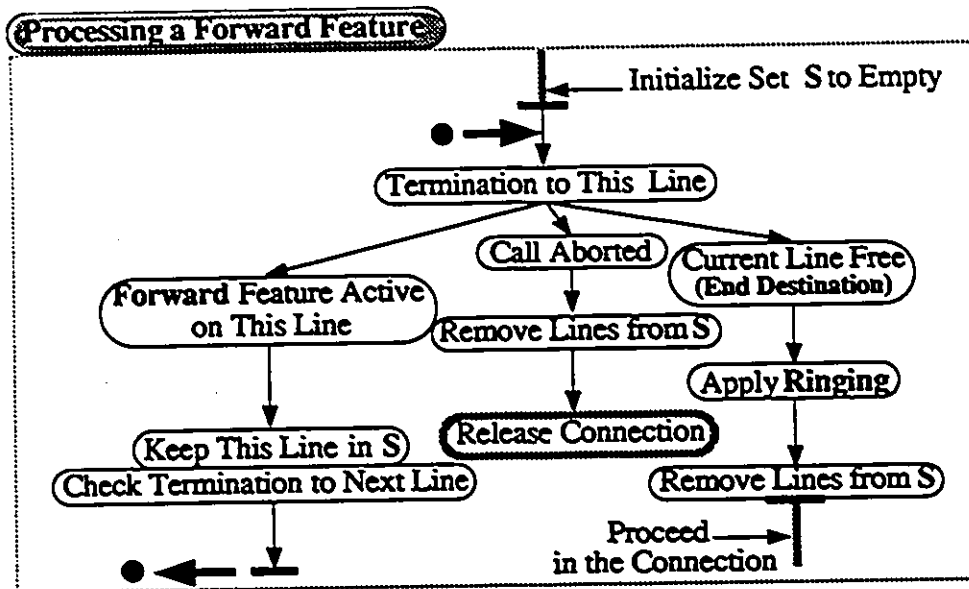 Processing a Forward Feature
Initialize Set S to Empty
Termination to This Line
Call Aborted
Current Line Free
(End Destination)
Forward Feature Active
on This Line
Remove Lines from S
Apply Ringing
Keep This Line in S
Release Connection
Check Termination to Next Line
Remove Lines from S
Proceed
in the Connection